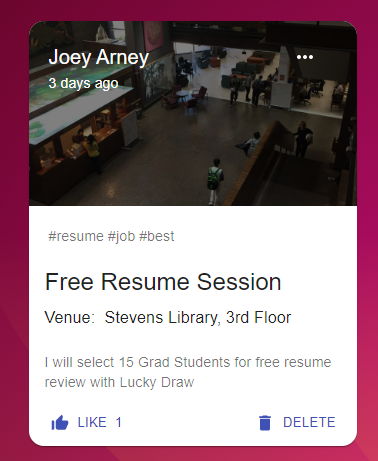 Joey Arney
3 days ago
#resume #job #best
Free Resume Session
Venue: Stevens Library, 3rd Floor
I will select 15 Grad Students for free resume
review with Lucky Draw
LIKE 1
DELETE